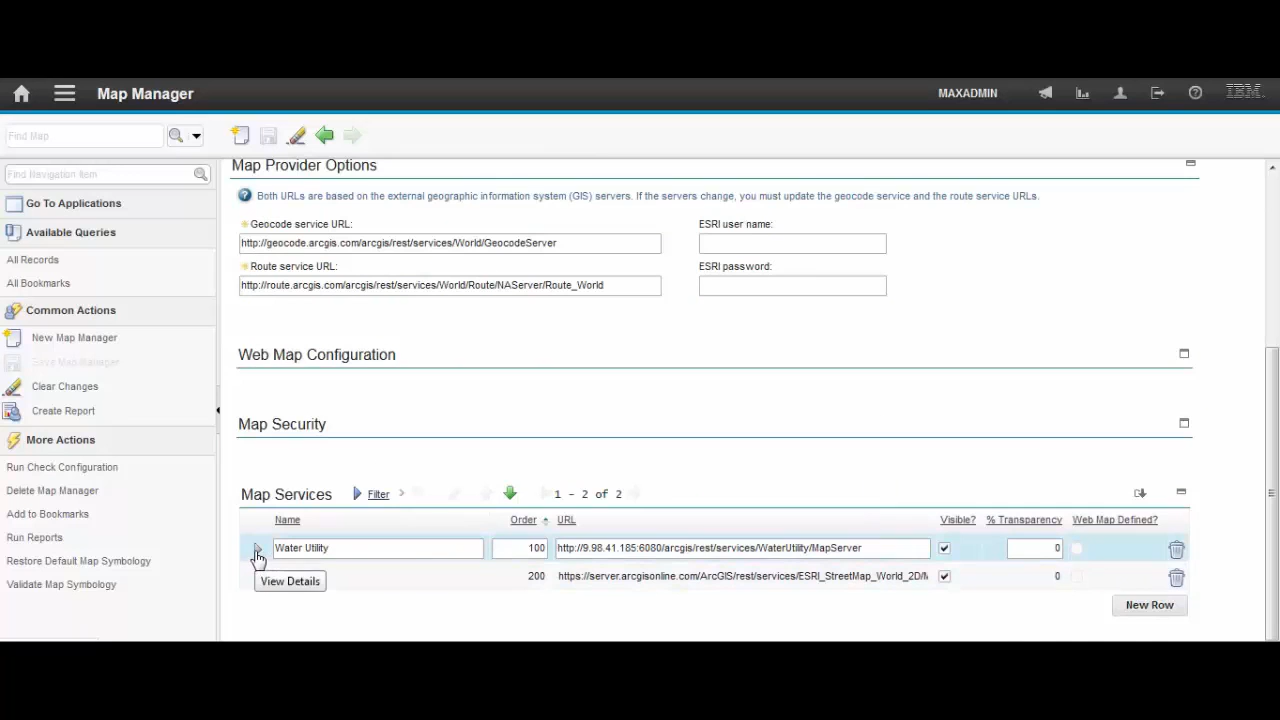 Map Manager
MAXADMIN
IBM.
Find Map
Find Navigation Item
Go To Applications
Available Queries
All Records
All Bookmarks
Common Actions
New Map Manager
Save Map Manager
Clear Changes
Create Report
More Actions
Run Check Configuration
Delete Map Manager
Add to Bookmarks
Run Reports
Restore Default Map Symbology
Validate Map Symbology
Map Provider Options
Both URLs are based on the external geographic information system (GIS) servers. If the servers change, you must update the geocode service and the route service URLs.
Geocode service URL: ESRI user name:
http://geocode.arcgis.com/arcgis/rest/services/World/GeocodeServer
Route service URL: ESRI password:
http://route.arcgis.com/arcgis/rest/services/World/Route/NAServer/Route_World
Web Map Configuration
Map Security
Map Services Filter 1 - 2 of 2
Name Order URL Visible? % Transparency Web Map Defined?
Water Utility 100 http://9.98.41.185:6080/arcgis/rest/services/WaterUtility/MapServer 0
200 https://server.arcgisonline.com/ArcGIS/rest/services/ESRI_StreetMap_World_2D/M 0
View Details
New Row